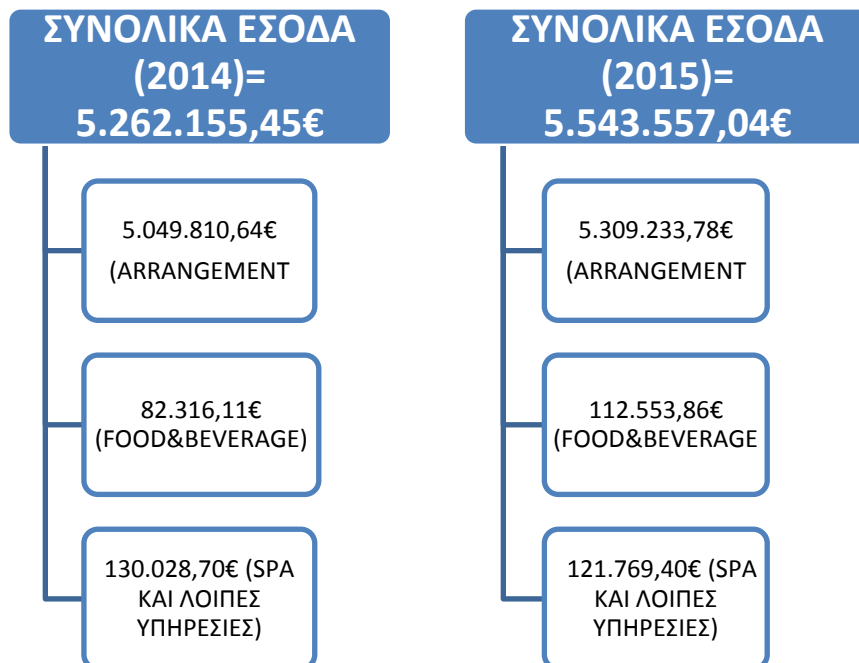 ΣΥΝΟΛΙΚΑ ΕΣΟΔΑ
(2014)=
5.262.155,45€
5.049.810,64€
(ARRANGEMENT
82.316,11€
(FOOD&BEVERAGE)
130.028,70€ (SPA
ΚΑΙ ΛΟΙΠΕΣ
ΥΠΗΡΕΣΙΕΣ)
ΣΥΝΟΛΙΚΑ ΕΣΟΔΑ
(2015)=
5.543.557,04€
5.309.233,78€
(ARRANGEMENT
112.553,86€
(FOOD&BEVERAGE
121.769,40€ (SPA
ΚΑΙ ΛΟΙΠΕΣ
ΥΠΗΡΕΣΙΕΣ)